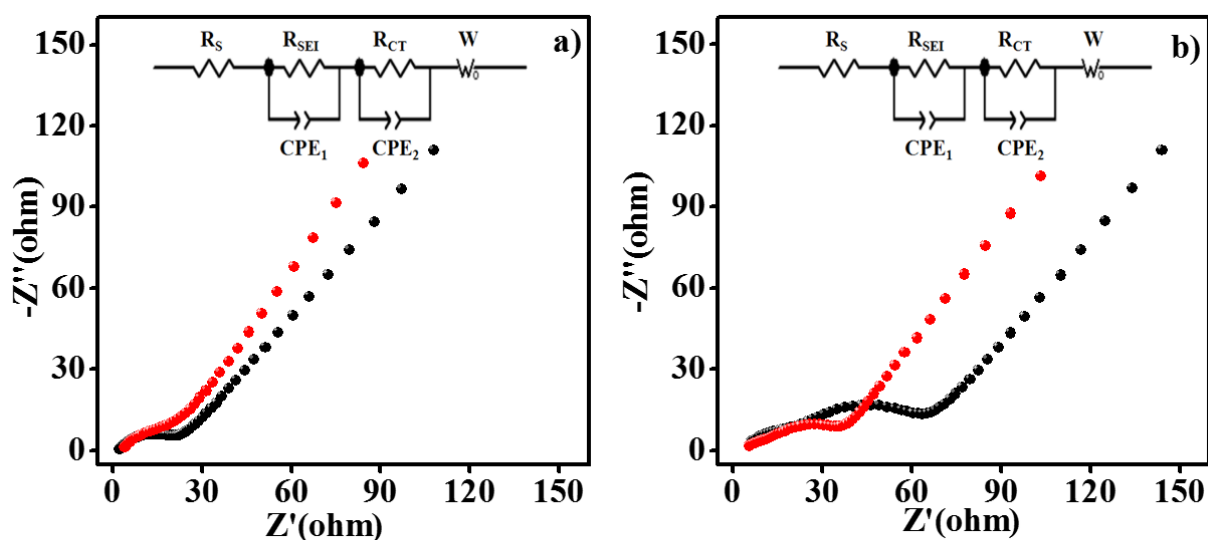 a)
R_S R_SEI R_CT W
o
CPE_1 CPE_2
150
120
90
60
30
0
-Z''(ohm)
0 30 60 90 120 150
Z'(ohm)
b)
R_S R_SEI R_CT W
o
CPE_1 CPE_2
150
120
90
60
30
0
-Z''(ohm)
0 30 60 90 120 150
Z'(ohm)